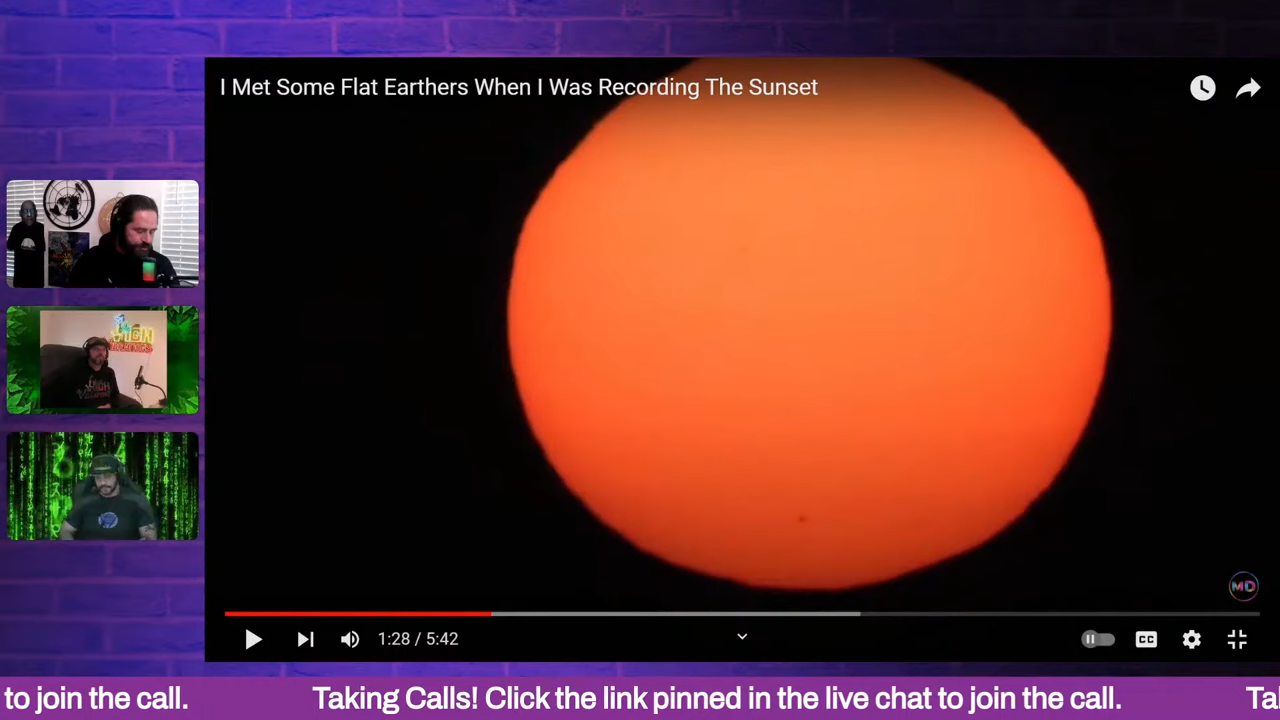 I Met Some Flat Earthers When I Was Recording The Sunset
MD
1:28 / 5:42
CC
to join the call.
Taking Calls! Click the link pinned in the live chat to join the call.
Tal